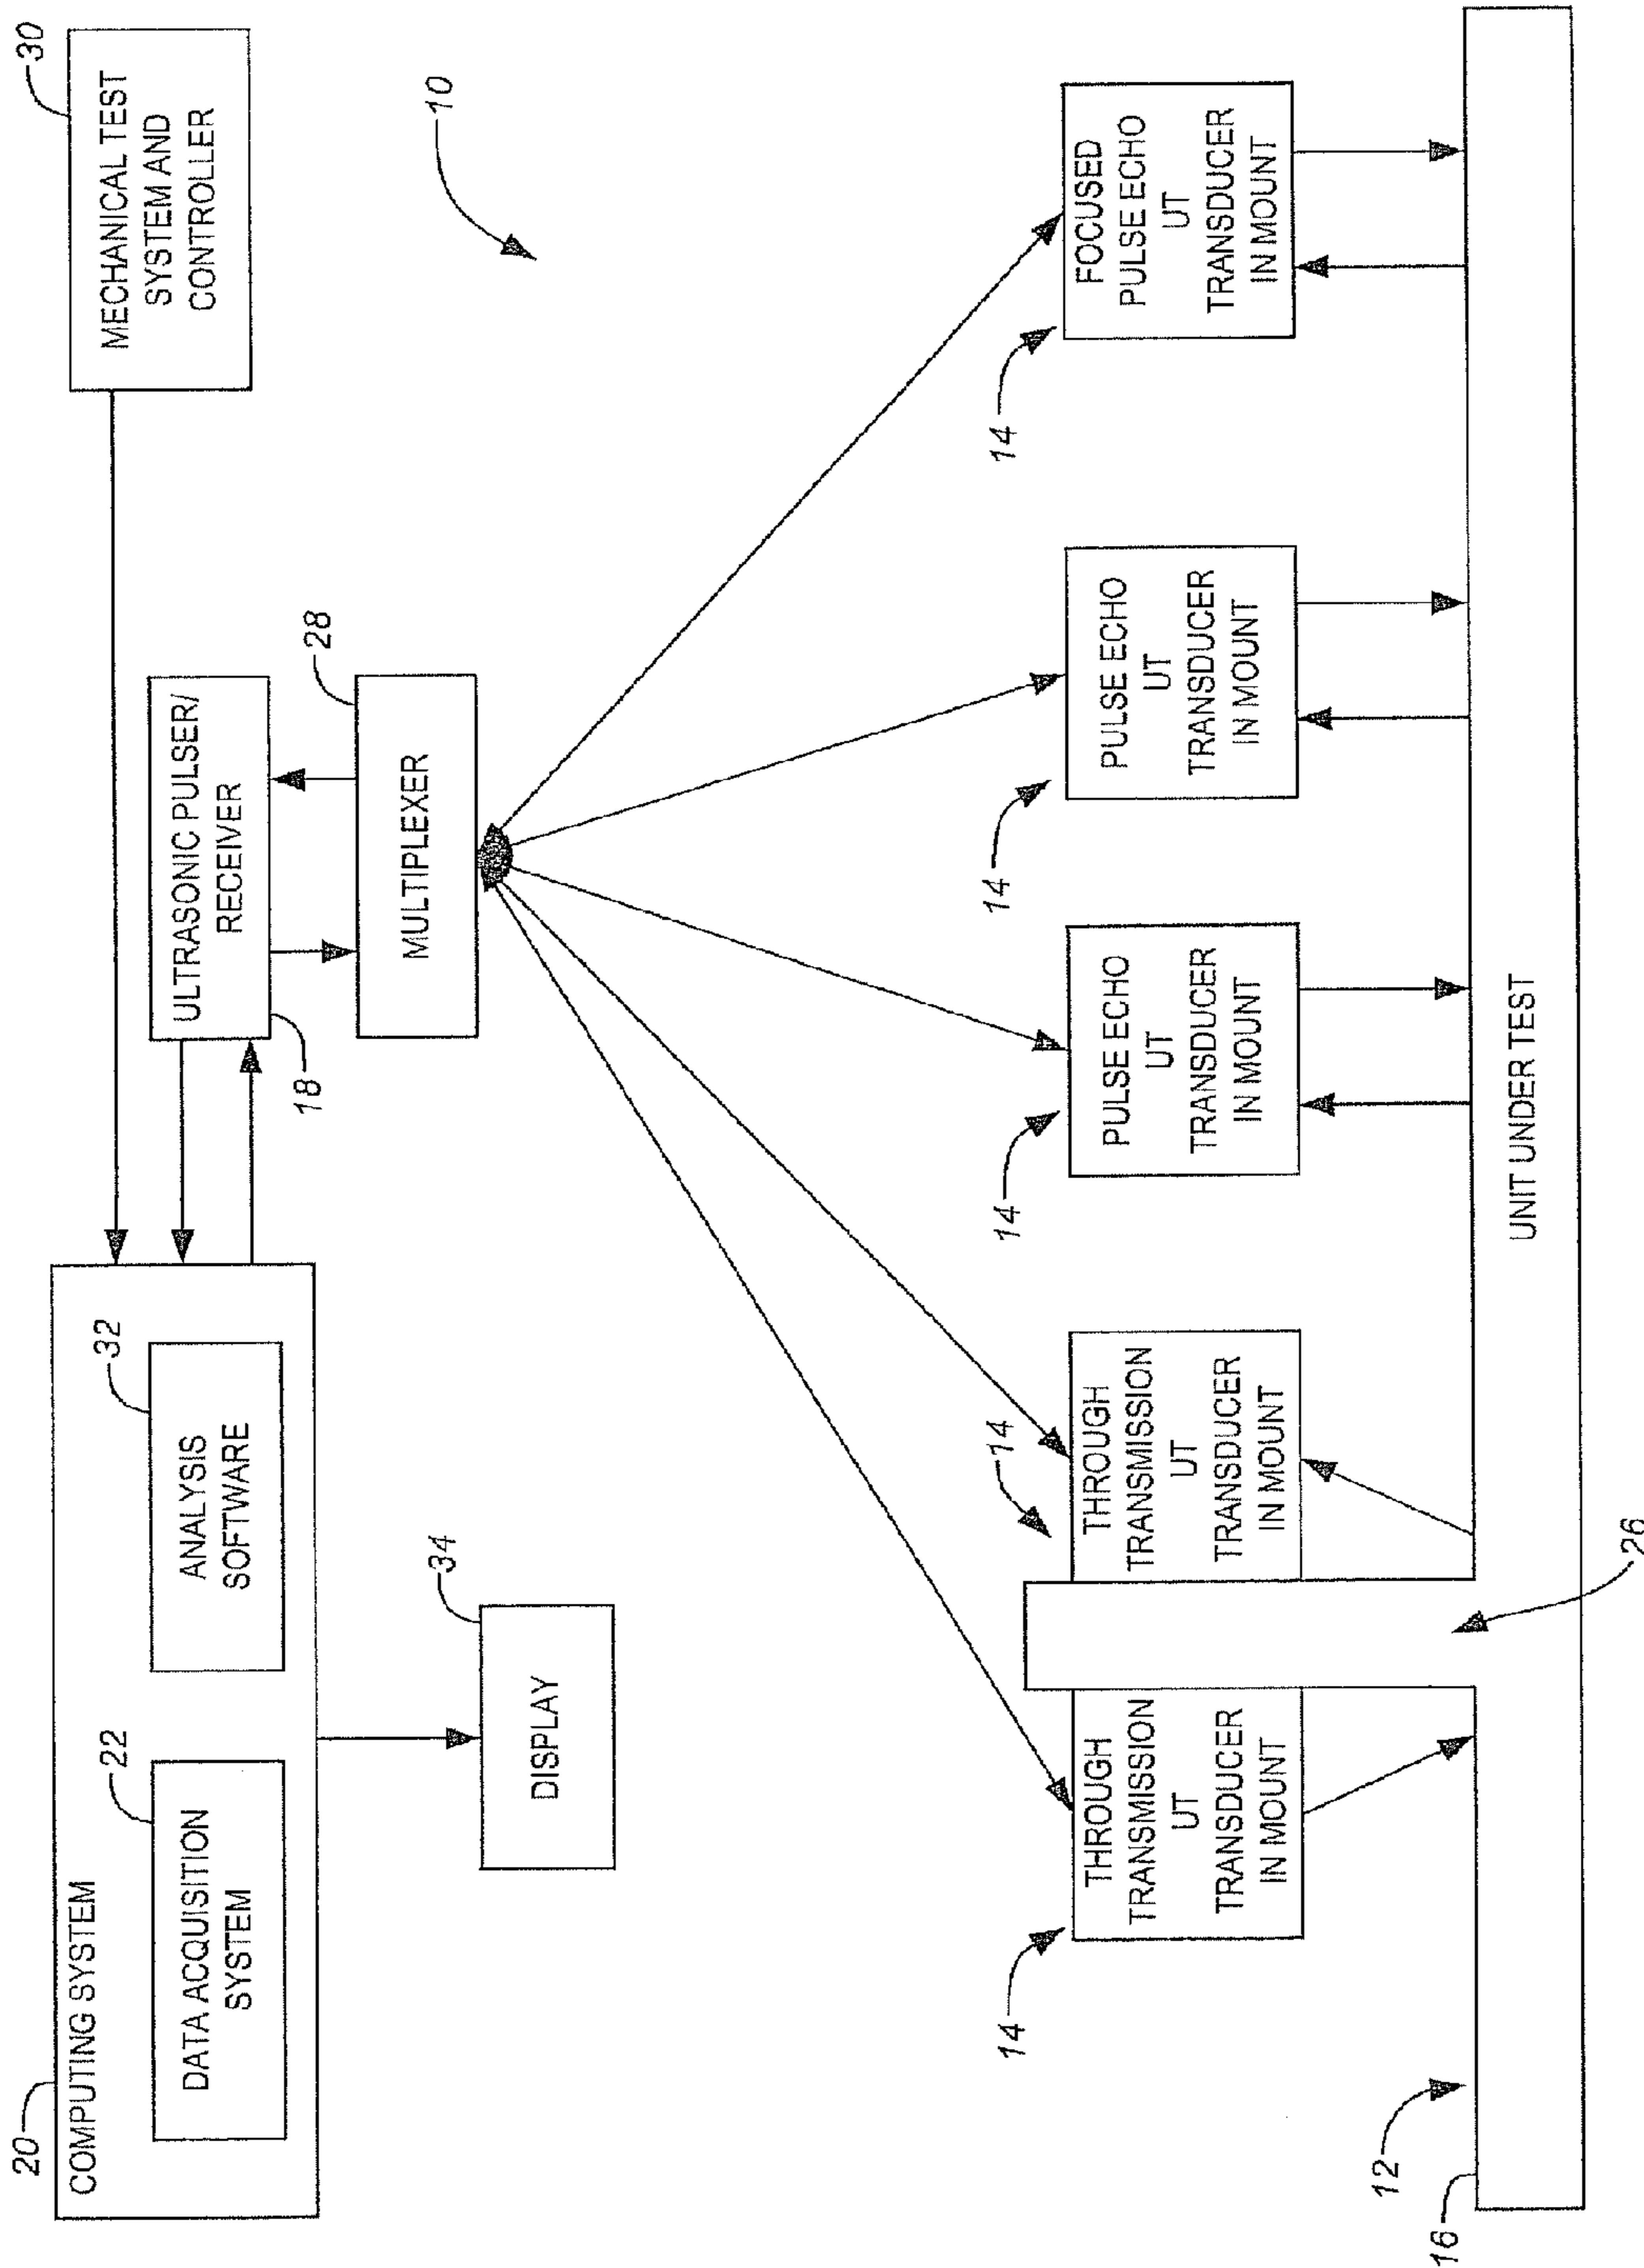 20
COMPUTING SYSTEM
22
DATA ACQUISITION
SYSTEM
32
ANALYSIS
SOFTWARE
34
DISPLAY
30
MECHANICAL TEST
SYSTEM AND
CONTROLLER
18
ULTRASONIC PULSER/
RECEIVER
28
MULTIPLEXER
10
14
THROUGH
TRANSMISSION
UT
TRANSDUCER
IN MOUNT
14
THROUGH
TRANSMISSION
UT
TRANSDUCER
IN MOUNT
14
PULSE ECHO
UT
TRANSDUCER
IN MOUNT
14
PULSE ECHO
UT
TRANSDUCER
IN MOUNT
14
FOCUSED
PULSE ECHO
UT
TRANSDUCER
IN MOUNT
12
16
26
UNIT UNDER TEST